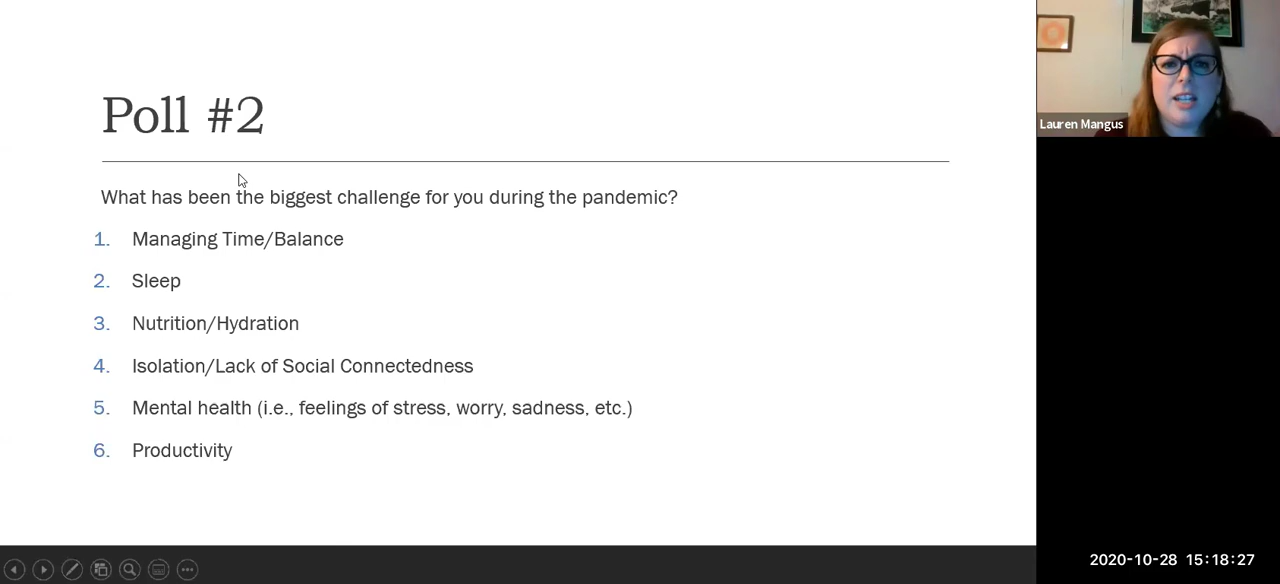 Poll #2
What has been the biggest challenge for you during the pandemic?
1. Managing Time/Balance
2. Sleep
3. Nutrition/Hydration
4. Isolation/Lack of Social Connectedness
5. Mental health (i.e., feelings of stress, worry, sadness, etc.)
6. Productivity
Lauren Mangus
2020-10-28 15:18:27